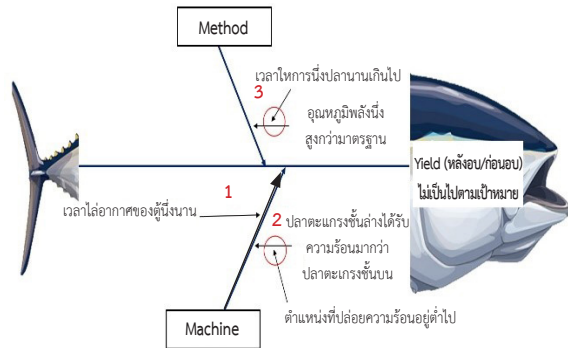 Method
3
เวลาให้การนึ่งปลานานเกินไป
อุณหภูมิพลังนึ่ง
สูงกว่ามาตรฐาน
Yield (หลังอบ/ก่อนอบ)
ไม่เป็นไปตามเป้าหมาย
1
เวลาไล่อากาศของตู้นึ่งนาน
2
ปลาตะแกรงชั้นล่างได้รับ
ความร้อนมากว่า
ปลาตะเกรงชั้นบน
Machine
ตำแหน่งที่ปล่อยความร้อนอยู่ต่ำไป